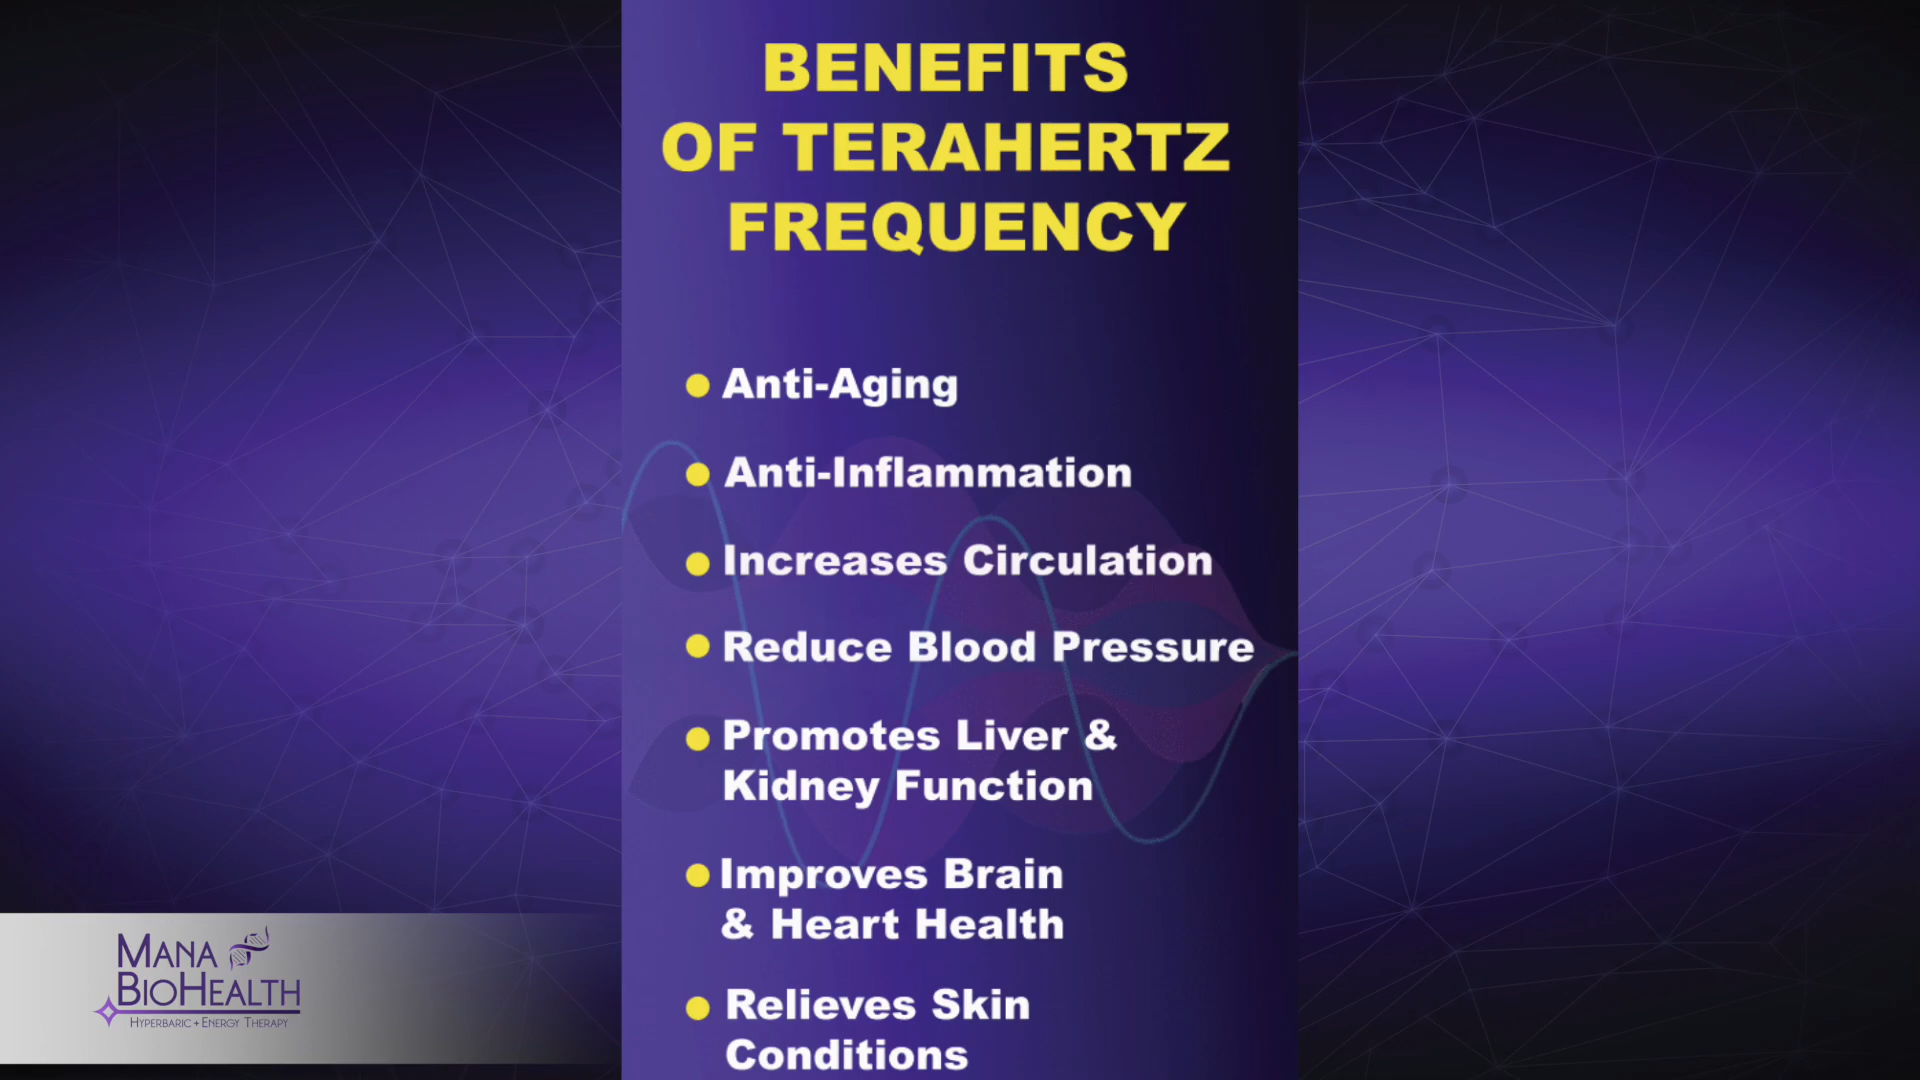 BENEFITS
OF TERAHERTZ
FREQUENCY
Anti-Aging
Anti-Inflammation
Increases Circulation
Reduce Blood Pressure
Promotes Liver &
Kidney Function
Improves Brain
& Heart Health
Relieves Skin
Conditions
MANA
BIOHEALTH
HYPERBARIC + ENERGY THERAPY